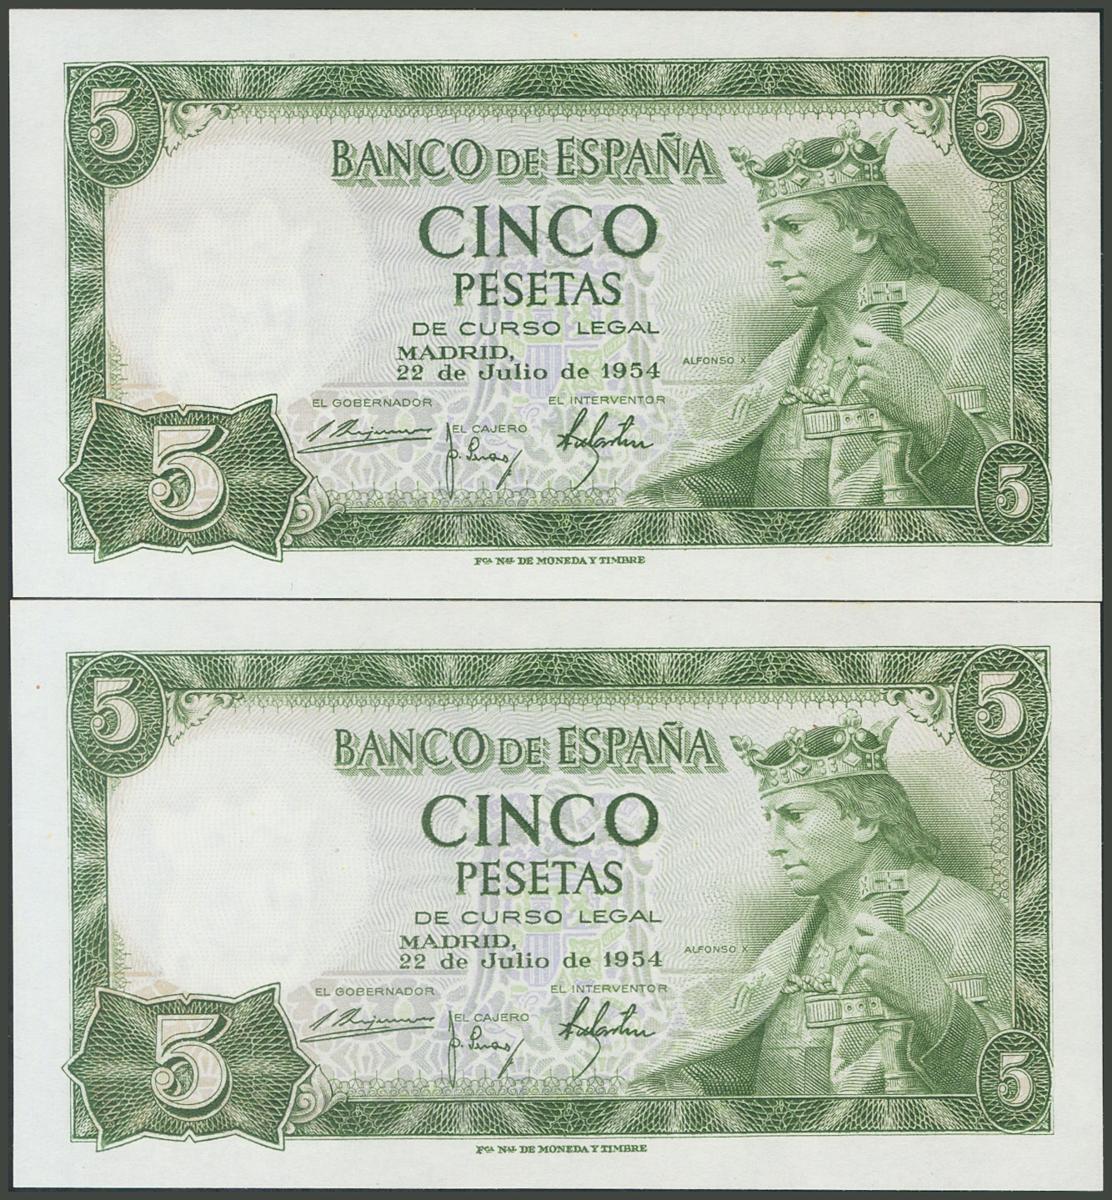 5 5
BANCO DE ESPAÑA
CINCO
PESETAS
DE CURSO LEGAL
MADRID,
22 de Julio de 1954
ALFONSO X
EL GOBERNADOR EL INTERVENTOR
EL CAJERO
5 5
Fca Nal DE MONEDA Y TIMBRE
5 5
BANCO DE ESPAÑA
CINCO
PESETAS
DE CURSO LEGAL
MADRID,
22 de Julio de 1954
ALFONSO X
EL GOBERNADOR EL INTERVENTOR
EL CAJERO
5 5
Fca Nal DE MONEDA Y TIMBRE